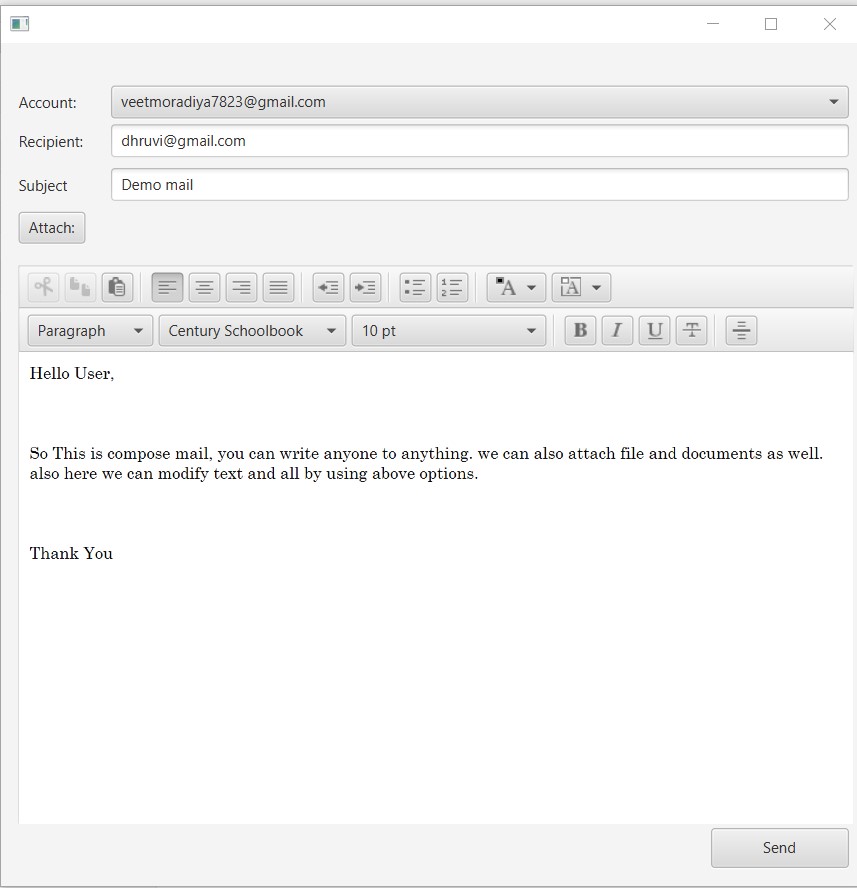 Account:
veetmoradiya7823@gmail.com
Recipient:
dhruvi@gmail.com
Subject
Demo mail
Attach:
Paragraph
Century Schoolbook
10 pt
B I U T
Hello User,
So This is compose mail, you can write anyone to anything. we can also attach file and documents as well.
also here we can modify text and all by using above options.
Thank You
Send